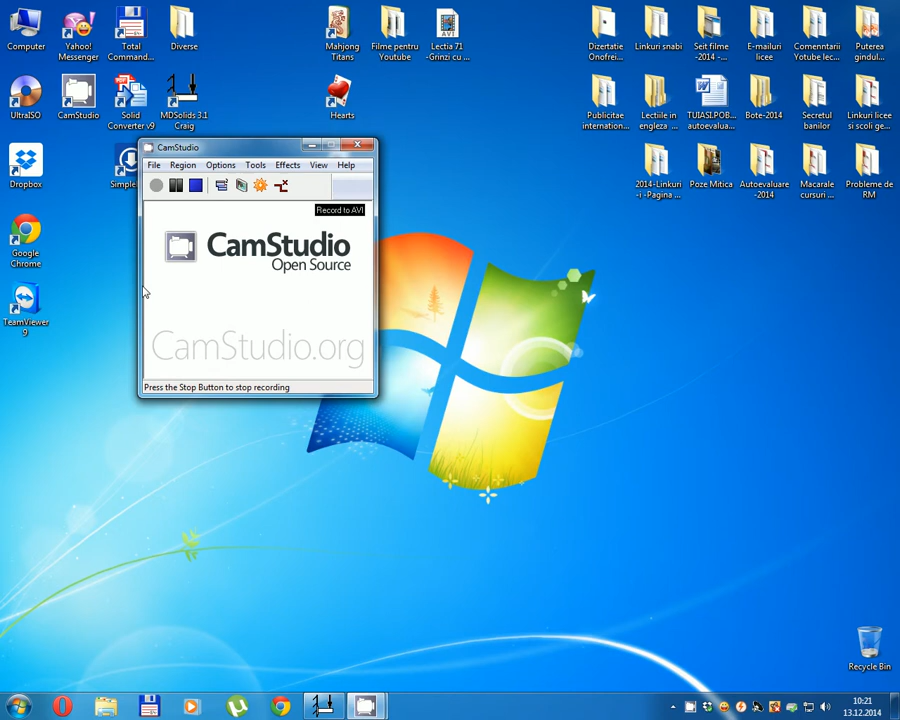 Computer
Yahoo!
Messenger
Total
Command...
Diverse
Mahjong
Titans
Filme pentru
Youtube
Lectia 71
-Grinzi cu ...
Dizertatie
Onofrei...
Linkuri snabi
Seit filme
-2014 -...
E-mailuri
licee
Comenntarii
Yotube lec...
Puterea
gindul...
UltraISO
CamStudio
Solid
Converter v9
MDSolids 3.1
Craig
Hearts
Publicitae
internation...
Lectiile in
engleza ...
TUIASI.POB...
autoevalua...
Bote-2014
Secretul
banilor
Linkuri licee
si scoli ge...
Dropbox
Simple
2014-Linkuri
-i -Pagina ...
Poze Mitica
Autoevaluare
-2014
Macarale
cursuri ...
Probleme de
RM
Google
Chrome
TeamViewer
9
CamStudio
File Region Options Tools Effects View Help
Record to AVI
CamStudio
Open Source
CamStudio.org
Press the Stop Button to stop recording
Recycle Bin
10:21
13.12.2014